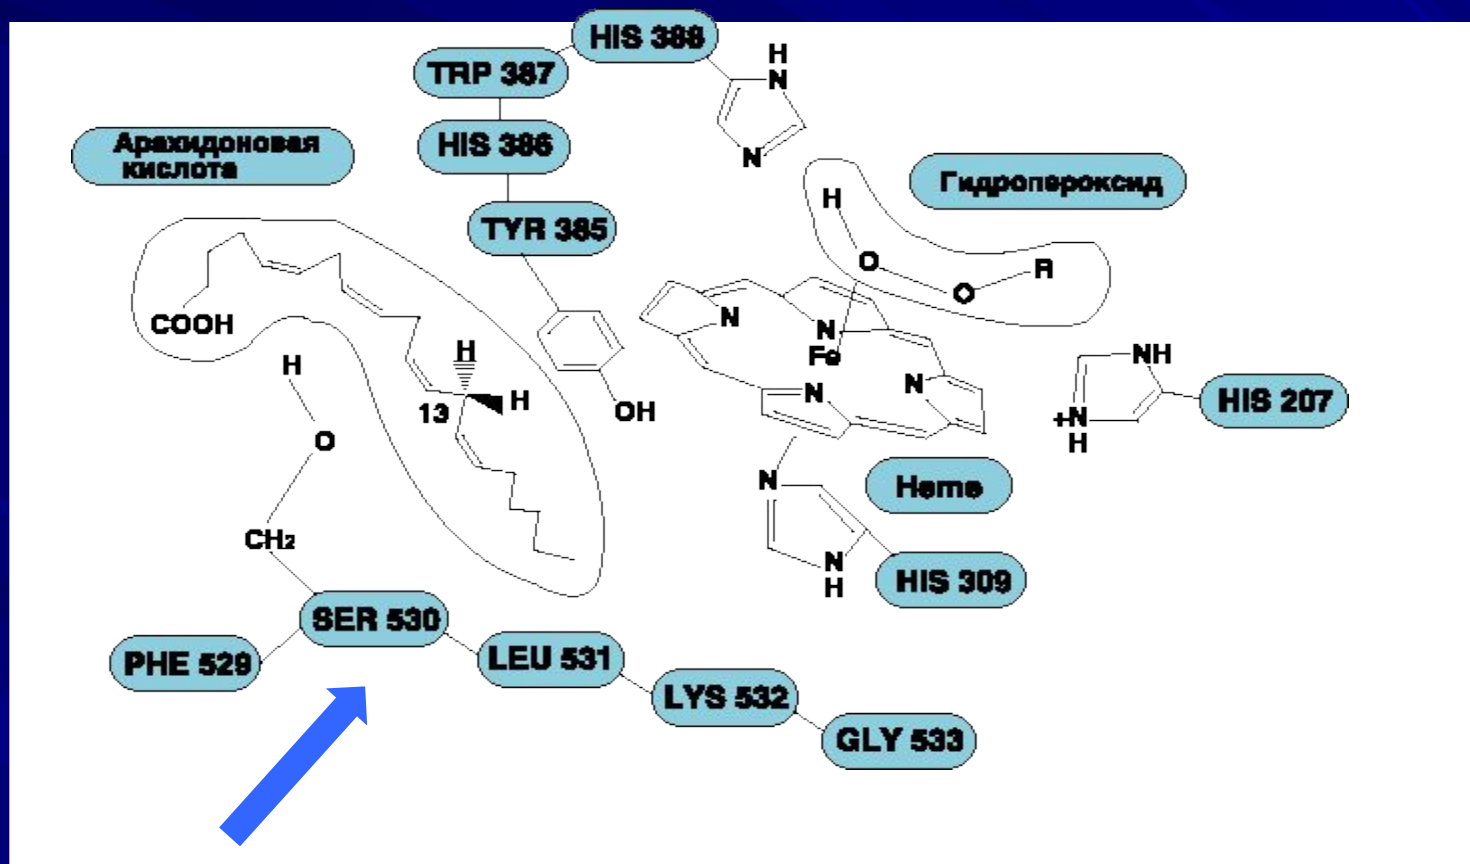 HIS 388
TRP 387
H
N
N
HIS 386
Арахидоновая
кислота
Гидропероксид
H
TYR 385
O
O
R
COOH
N
N
Fe
N
N
H
H
13
H
OH
O
NH
+N
H
HIS 207
Heme
N
N
H
HIS 309
CH2
SER 530
PHE 529
LEU 531
LYS 532
GLY 533